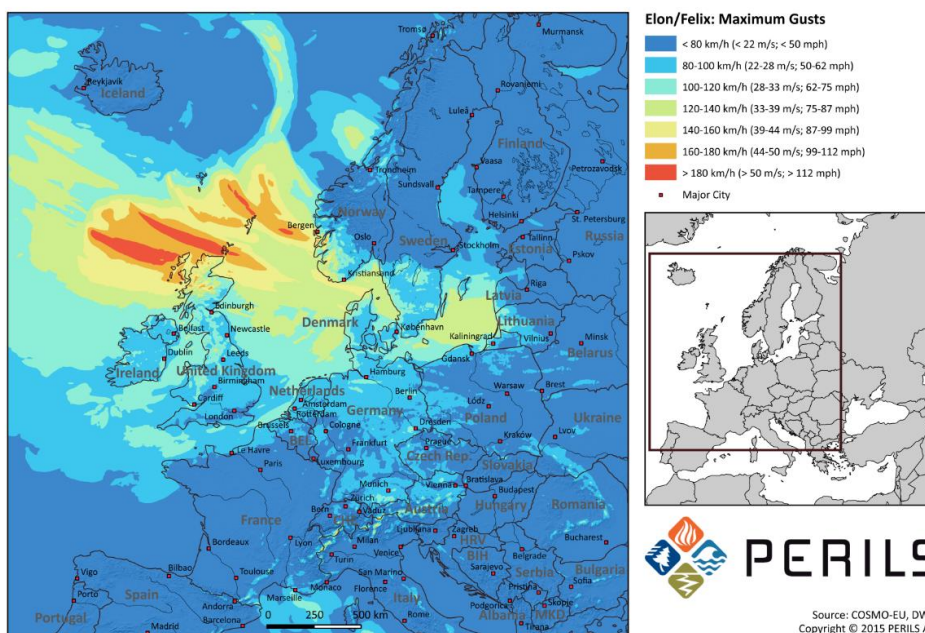 Elon/Felix: Maximum Gusts
< 80 km/h (< 22 m/s; < 50 mph)
80-100 km/h (22-28 m/s; 50-62 mph)
100-120 km/h (28-33 m/s; 62-75 mph)
120-140 km/h (33-39 m/s; 75-87 mph)
140-160 km/h (39-44 m/s; 87-99 mph)
160-180 km/h (44-50 m/s; 99-112 mph)
> 180 km/h (> 50 m/s; > 112 mph)
Major City
Tromsø
Murmansk
Reykjavik
Iceland
Rovanjemi
Luleå
Finland
Vaasa
Petrozavodsk
Trondheim
Sundsvall
Tampere
Norway
Helsinki
St. Petersburg
Bergen
Oslo
Sweden
Stockholm
Tallinn
Estonia
Russia
Pskov
Kristiansand
Riga
Latvia
Edinburgh
Denmark
København
Lithuania
Belfast
Newcastle
Kaliningrad
Vilnius
Minsk
Dublin
Leeds
Gdansk
Belarus
Ireland
United Kingdom
Hamburg
Birmingham
Netherlands
Berlin
Warsaw
Brest
Cardiff
Amsterdam
Germany
Łódz
Poland
Ukraine
London
Rotterdam
Brussels
Cologne
Dresden
BEL
Prague
Kraków
Lvov
Le Havre
Frankfurt
Czech Rep.
Paris
Luxembourg
Slovakia
Munich
Vienna
Bratislava
Zürich
Austria
Budapest
Bern
CHE
Vaduz
Hungary
Romania
France
Ljubljana
Zagreb
Lyon
Milan
HRV
Bucharest
Bordeaux
Turin
Venice
BIH
Belgrade
Sarajevo
Serbia
Bulgaria
Vigo
Bilbao
Toulouse
Monaco
San Marino
Sofia
Porto
Spain
Marseille
Florence
Pristina
Andorra
Italy
Podgorica
Skopje
Portugal
Barcelona
Albania
MKD
Madrid
0
250
500 km
Rome
Tirana
PERILS
Source: COSMO-EU, DW
Copyright © 2015 PERILS A